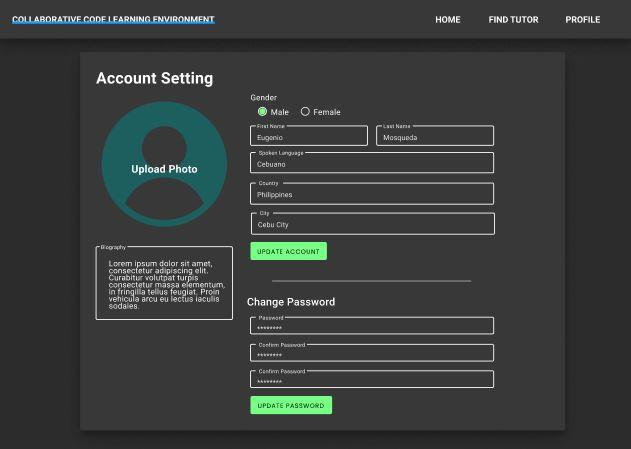 COLLABORATIVE CODE LEARNING ENVIRONMENT
HOME
FIND TUTOR
PROFILE
Account Setting
Upload Photo
Biography
Lorem ipsum dolor sit amet,
consectetur adipiscing elit.
Curabitur volutpat turpis
consectetur massa elementum,
in fringilla tellus feugiat. Proin
vehicula arcu eu lectus iaculis
sodales.
Gender
Male
Female
First Name
Eugenio
Last Name
Mosqueda
Spoken Language
Cebuano
Country
Philippines
City
Cebu City
UPDATE ACCOUNT
Change Password
Password
********
Confirm Password
********
Confirm Password
********
UPDATE PASSWORD